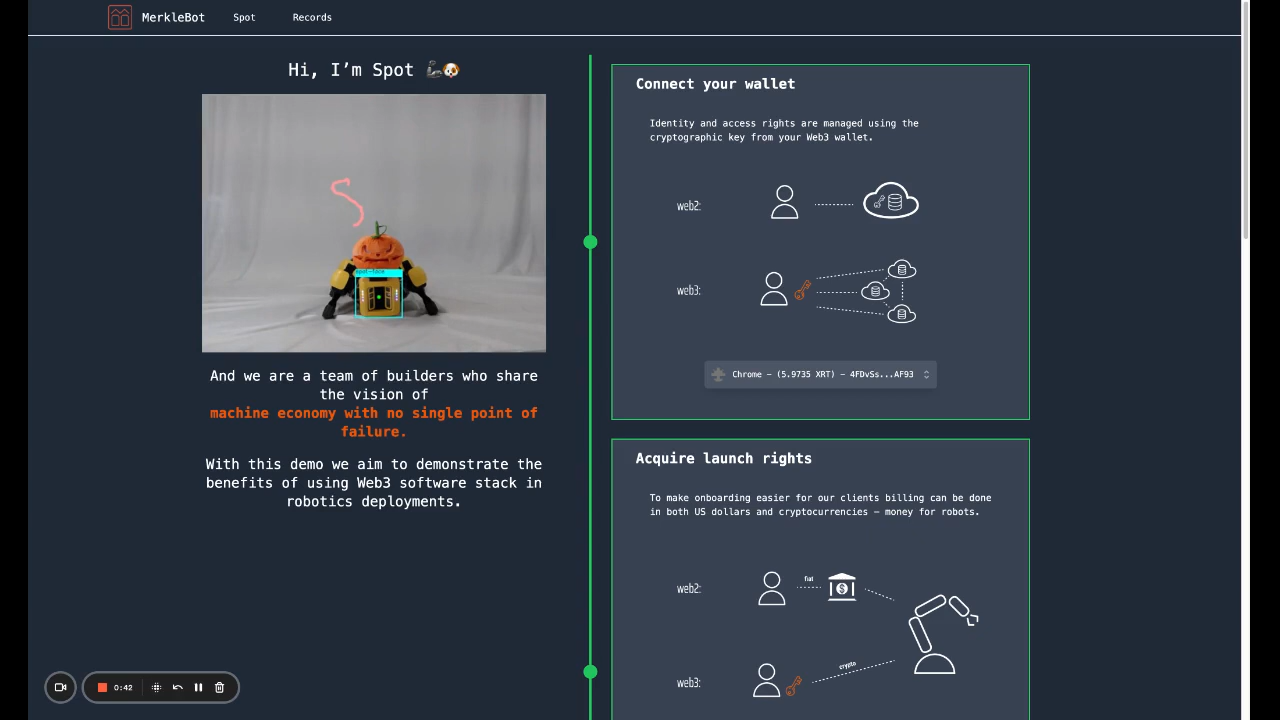 MerkleBot
Spot
Records
Hi, I'm Spot 🦾🐶
spot-face
And we are a team of builders who share
the vision of
machine economy with no single point of
failure.
With this demo we aim to demonstrate the
benefits of using Web3 software stack in
robotics deployments.
Connect your wallet
Identity and access rights are managed using the
cryptographic key from your Web3 wallet.
web2:
web3:
Chrome - (5.9735 XRT) - 4FDvSs...AF93
Acquire launch rights
To make onboarding easier for our clients billing can be done
in both US dollars and cryptocurrencies – money for robots.
web2:
fiat
web3:
crypto
0:42